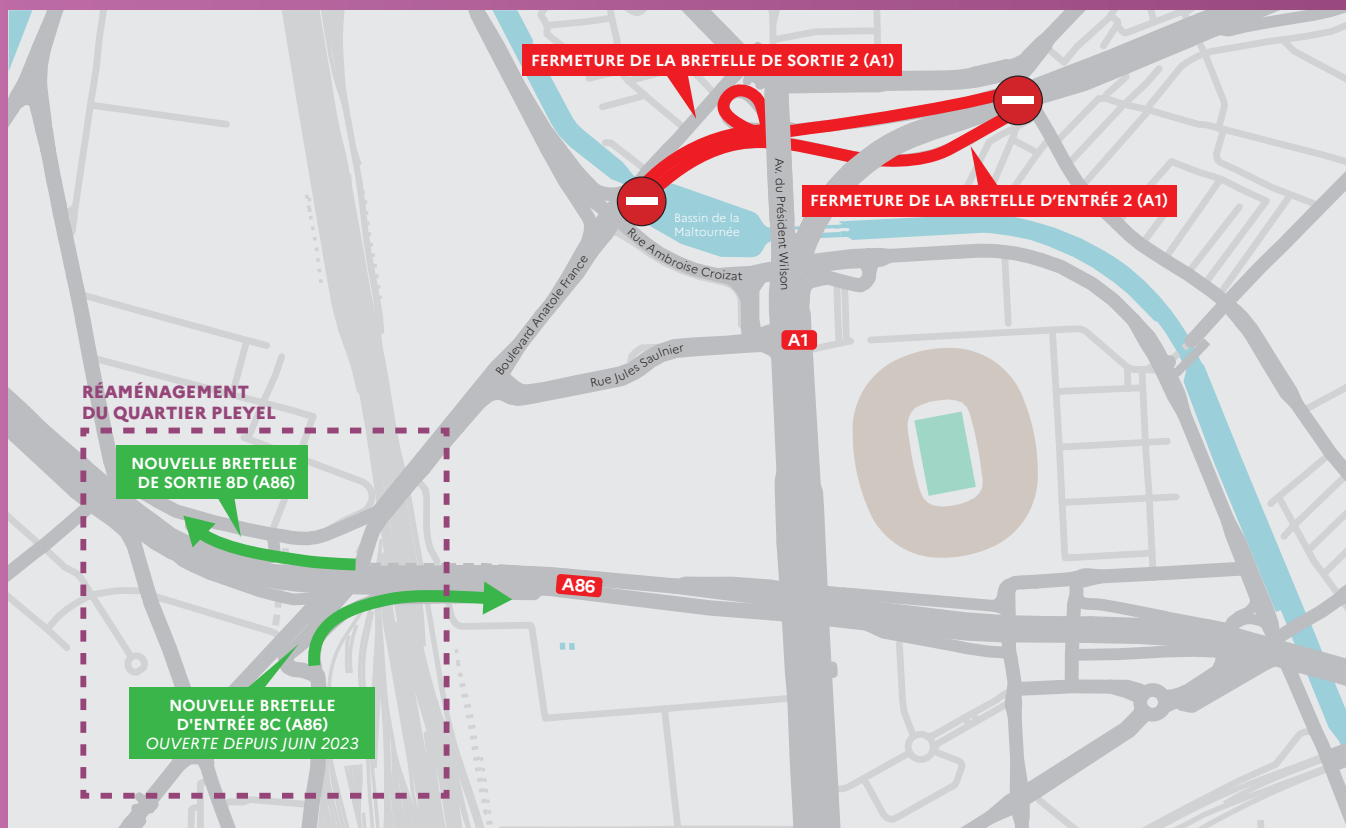 FERMETURE DE LA BRETELLE DE SORTIE 2 (A1)
FERMETURE DE LA BRETELLE D'ENTRÉE 2 (A1)
Av. du Président Wilson
Bassin de la
Maltournée
Rue Ambroise Croizat
Boulevard Anatole France
A1
Rue Jules Saulnier
RÉAMÉNAGEMENT
DU QUARTIER PLEYEL
NOUVELLE BRETELLE
DE SORTIE 8D (A86)
A86
NOUVELLE BRETELLE
D'ENTRÉE 8C (A86)
OUVERTE DEPUIS JUIN 2023